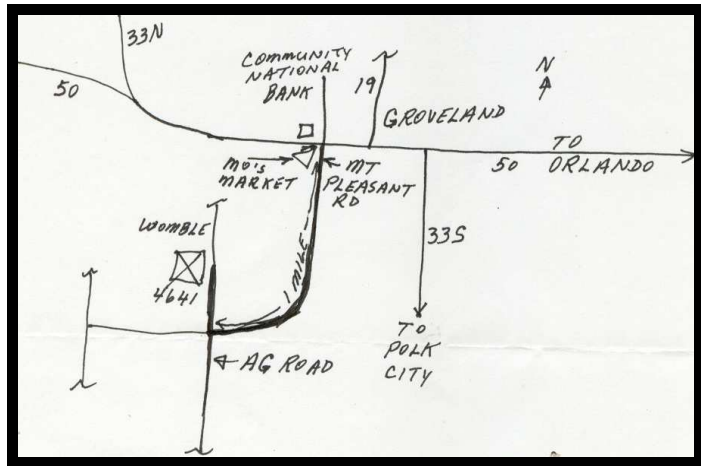 33N
50
COMMUNITY
NATIONAL
BANK
19
GROVELAND
N
TO
ORLANDO
50
MO'S
MARKET
MT
PLEASANT
RD
WOMBLE
4641
1 MILE
33S
TO
POLK
CITY
AG ROAD